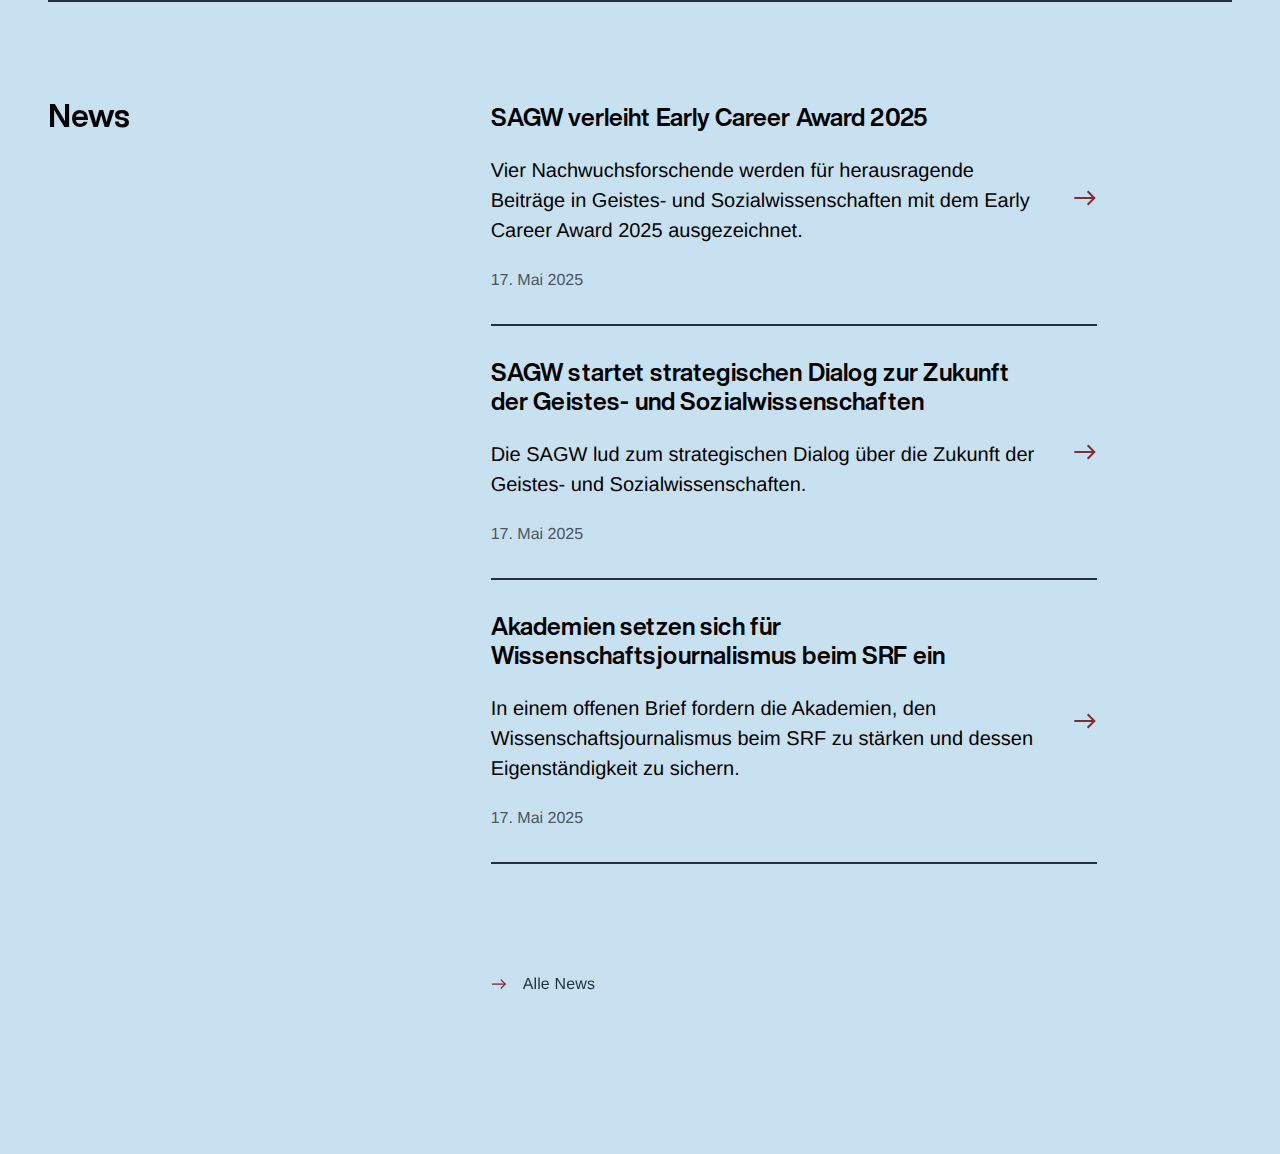 News
SAGW verleiht Early Career Award 2025
Vier Nachwuchsforschende werden für herausragende
Beiträge in Geistes- und Sozialwissenschaften mit dem Early
Career Award 2025 ausgezeichnet.
17. Mai 2025
SAGW startet strategischen Dialog zur Zukunft
der Geistes- und Sozialwissenschaften
Die SAGW lud zum strategischen Dialog über die Zukunft der
Geistes- und Sozialwissenschaften.
17. Mai 2025
Akademien setzen sich für
Wissenschaftsjournalismus beim SRF ein
In einem offenen Brief fordern die Akademien, den
Wissenschaftsjournalismus beim SRF zu stärken und dessen
Eigenständigkeit zu sichern.
17. Mai 2025
Alle News